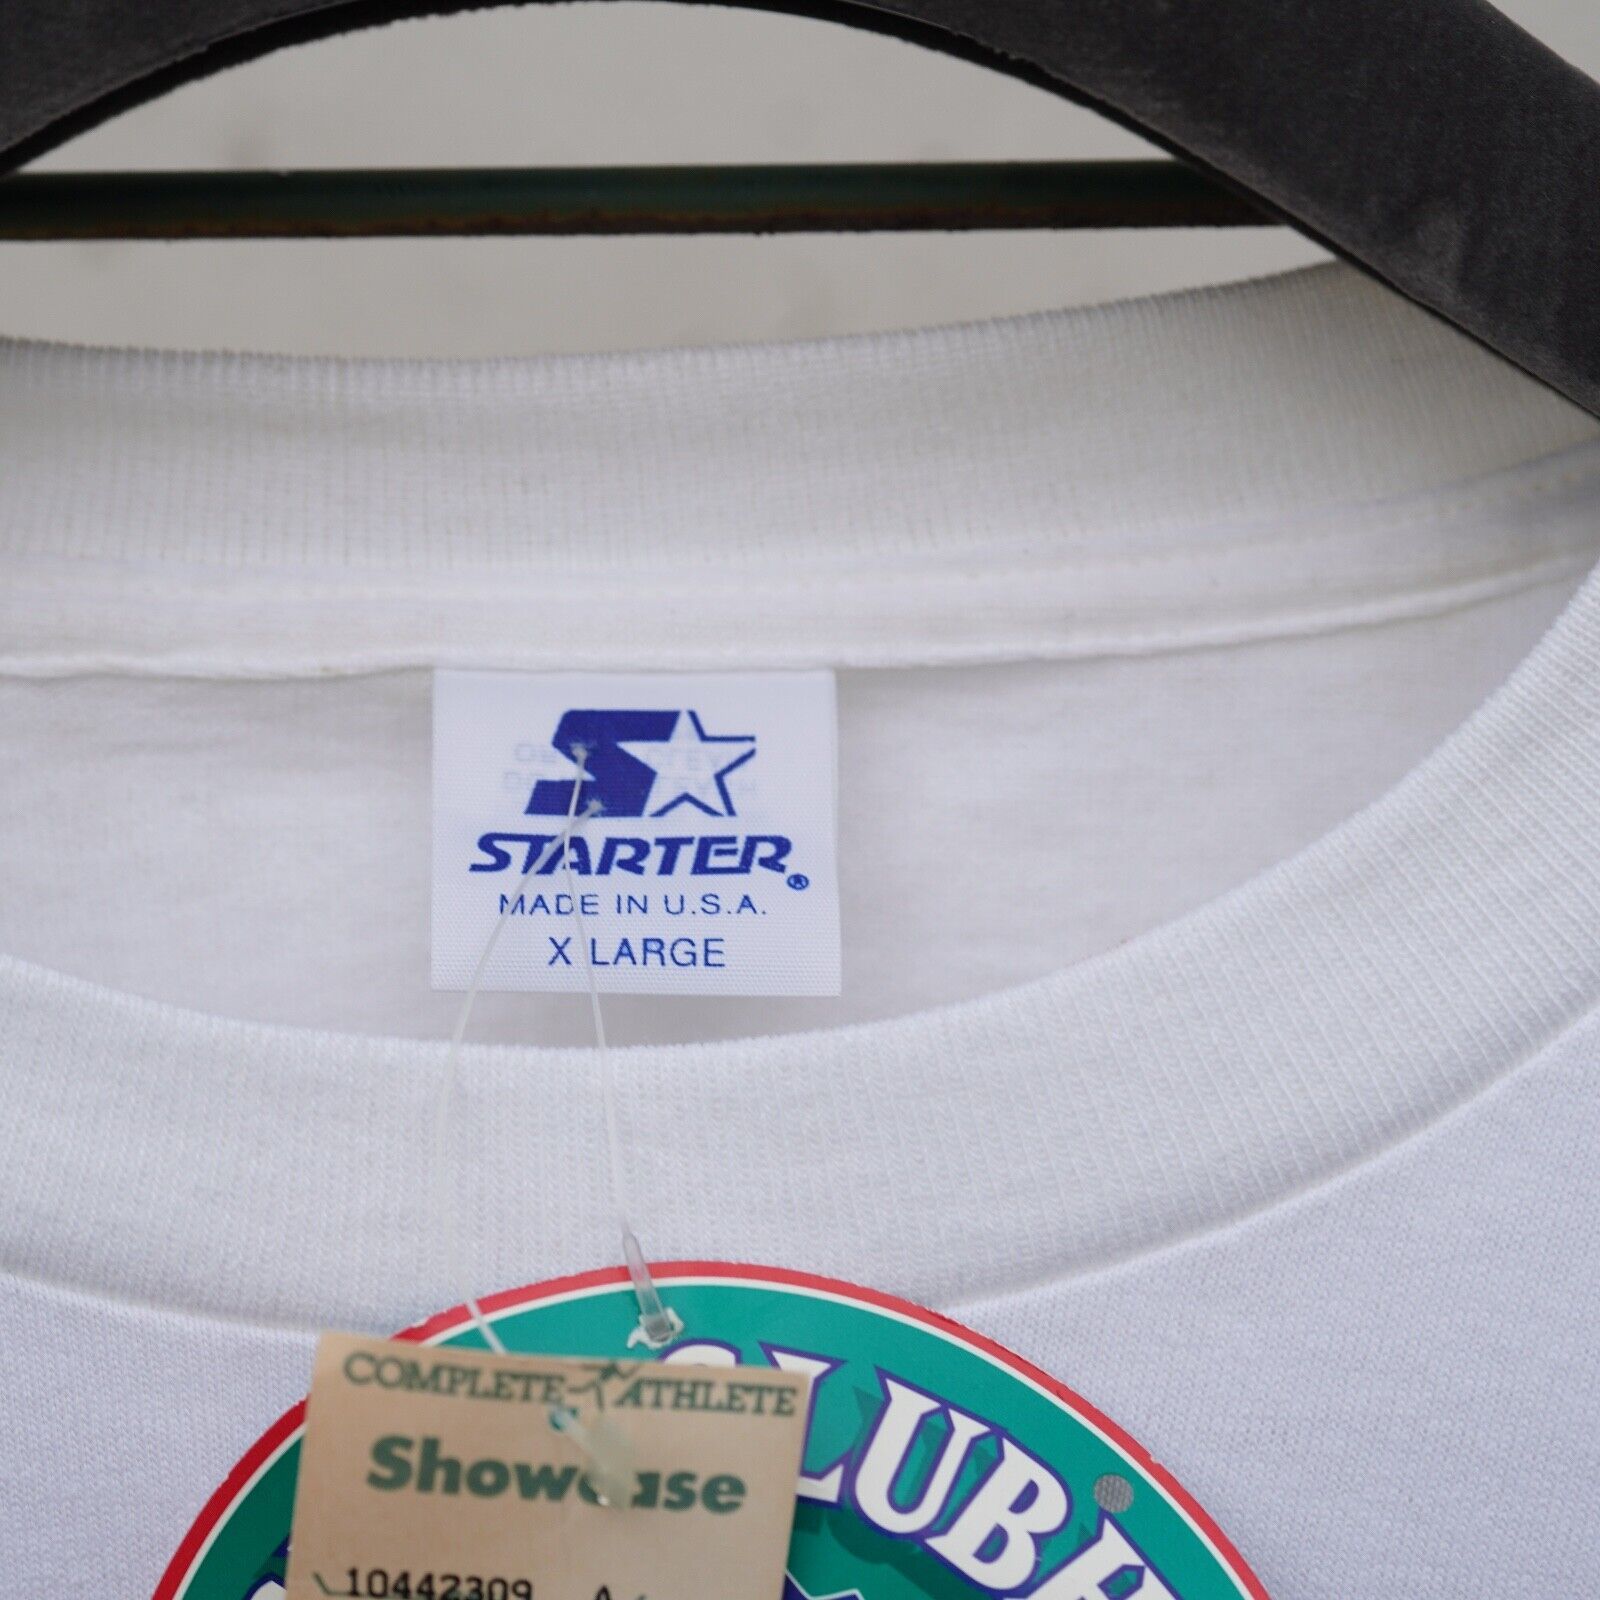 STARTER®
MADE IN U.S.A.
X LARGE
COMPLETE ATHLETE
Showcase
10442309 A